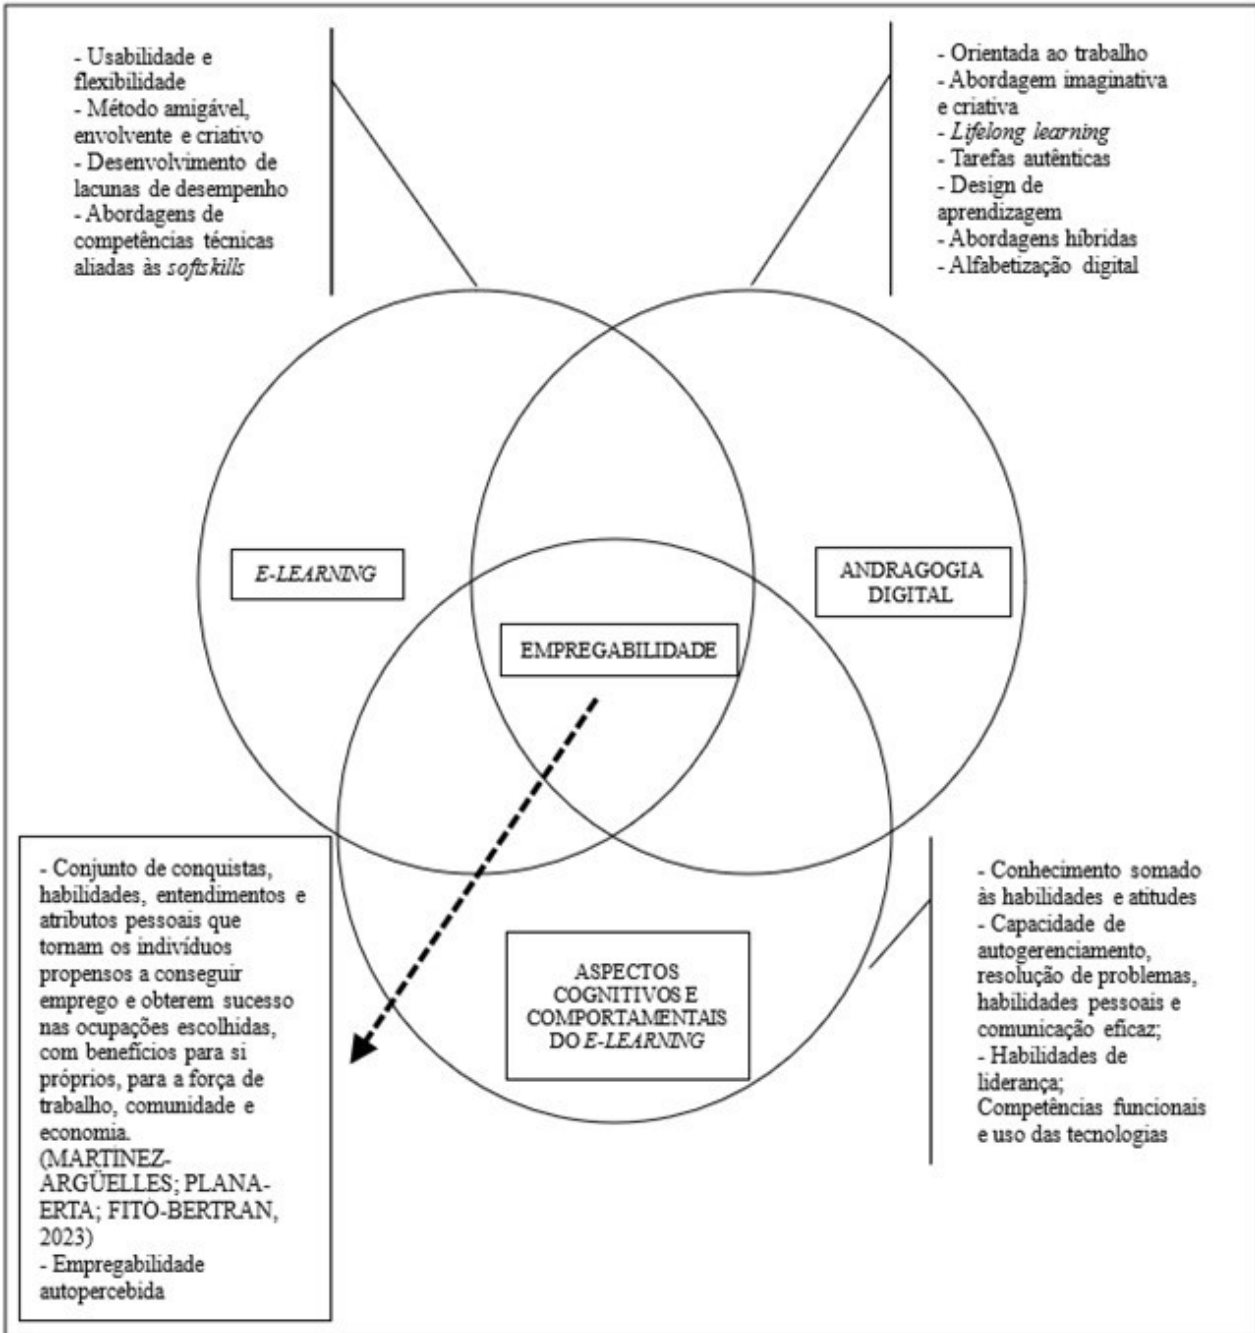 - Usabilidade e
flexibilidade
- Método amigável,
envolvente e criativo
- Desenvolvimento de
lacunas de desempenho
- Abordagens de
competências técnicas
aliadas às softskills
- Orientada ao trabalho
- Abordagem imaginativa
e criativa
- Lifelong learning
- Tarefas autênticas
- Design de
aprendizagem
- Abordagens híbridas
- Alfabetização digital
E-LEARNING
ANDRAGOGIA
DIGITAL
EMPREGABILIDADE
ASPECTOS
COGNITIVOS E
COMPORTAMENTAIS
DO E-LEARNING
- Conjunto de conquistas,
habilidades, entendimentos e
atributos pessoais que
tornam os indivíduos
propensos a conseguir
emprego e obterem sucesso
nas ocupações escolhidas,
com benefícios para si
próprios, para a força de
trabalho, comunidade e
economia.
(MARTÍNEZ-
ARGÜELLES; PLANA-
ERTA; FITÓ-BERTRAN,
2023)
- Empregabilidade
autopercebida
- Conhecimento somado
às habilidades e atitudes
- Capacidade de
autogerenciamento,
resolução de problemas,
habilidades pessoais e
comunicação eficaz;
- Habilidades de
liderança;
Competências funcionais
e uso das tecnologias